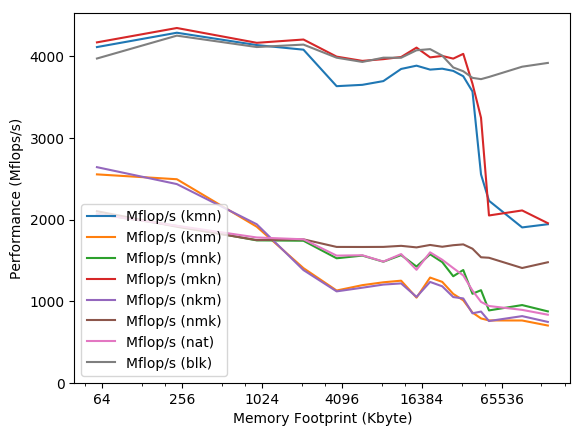 4000
3000
2000
1000
0
Performance (Mflops/s)
Mflop/s (kmn)
Mflop/s (knm)
Mflop/s (mnk)
Mflop/s (mkn)
Mflop/s (nkm)
Mflop/s (nmk)
Mflop/s (nat)
Mflop/s (blk)
64 256 1024 4096 16384 65536
Memory Footprint (Kbyte)